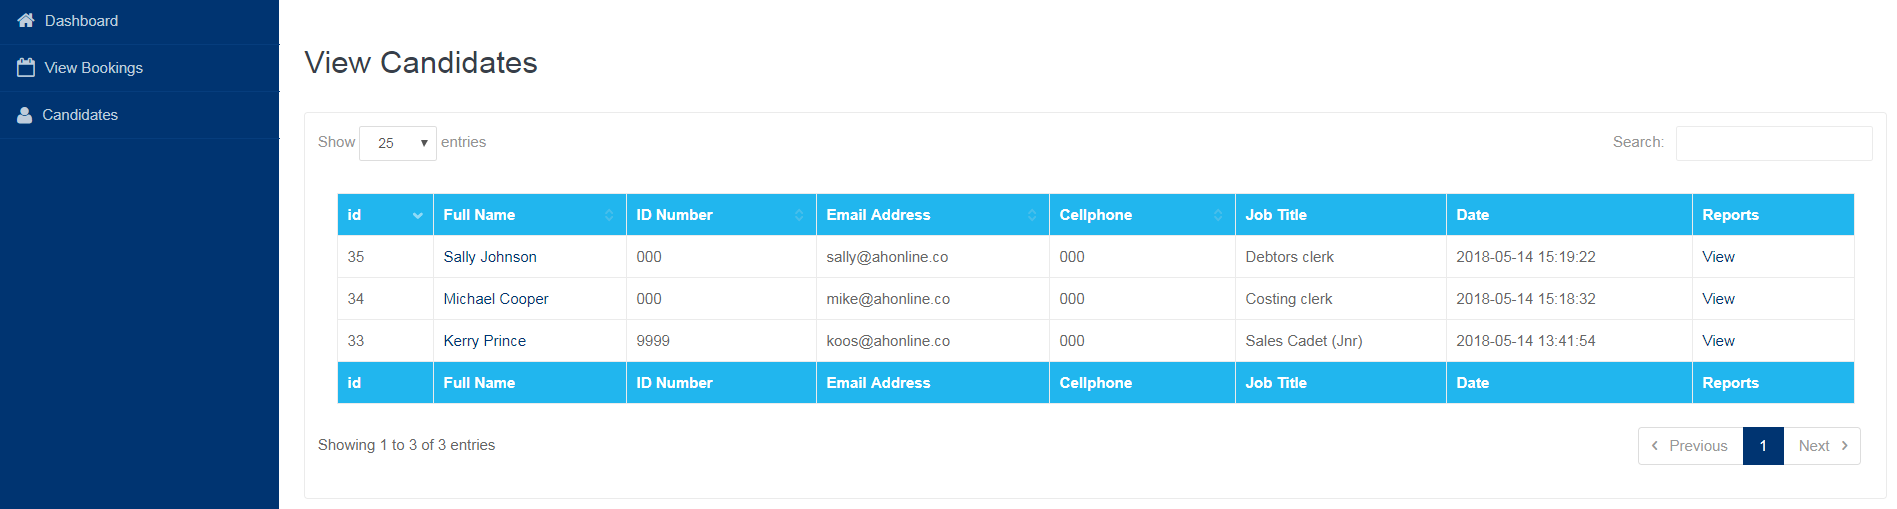 Dashboard
View Bookings
Candidates
View Candidates
Show 25 entries
Search:
id Full Name ID Number Email Address Cellphone Job Title Date Reports
35 Sally Johnson 000 sally@ahonline.co 000 Debtors clerk 2018-05-14 15:19:22 View
34 Michael Cooper 000 mike@ahonline.co 000 Costing clerk 2018-05-14 15:18:32 View
33 Kerry Prince 9999 koos@ahonline.co 000 Sales Cadet (Jnr) 2018-05-14 13:41:54 View
id Full Name ID Number Email Address Cellphone Job Title Date Reports
Showing 1 to 3 of 3 entries
Previous 1 Next